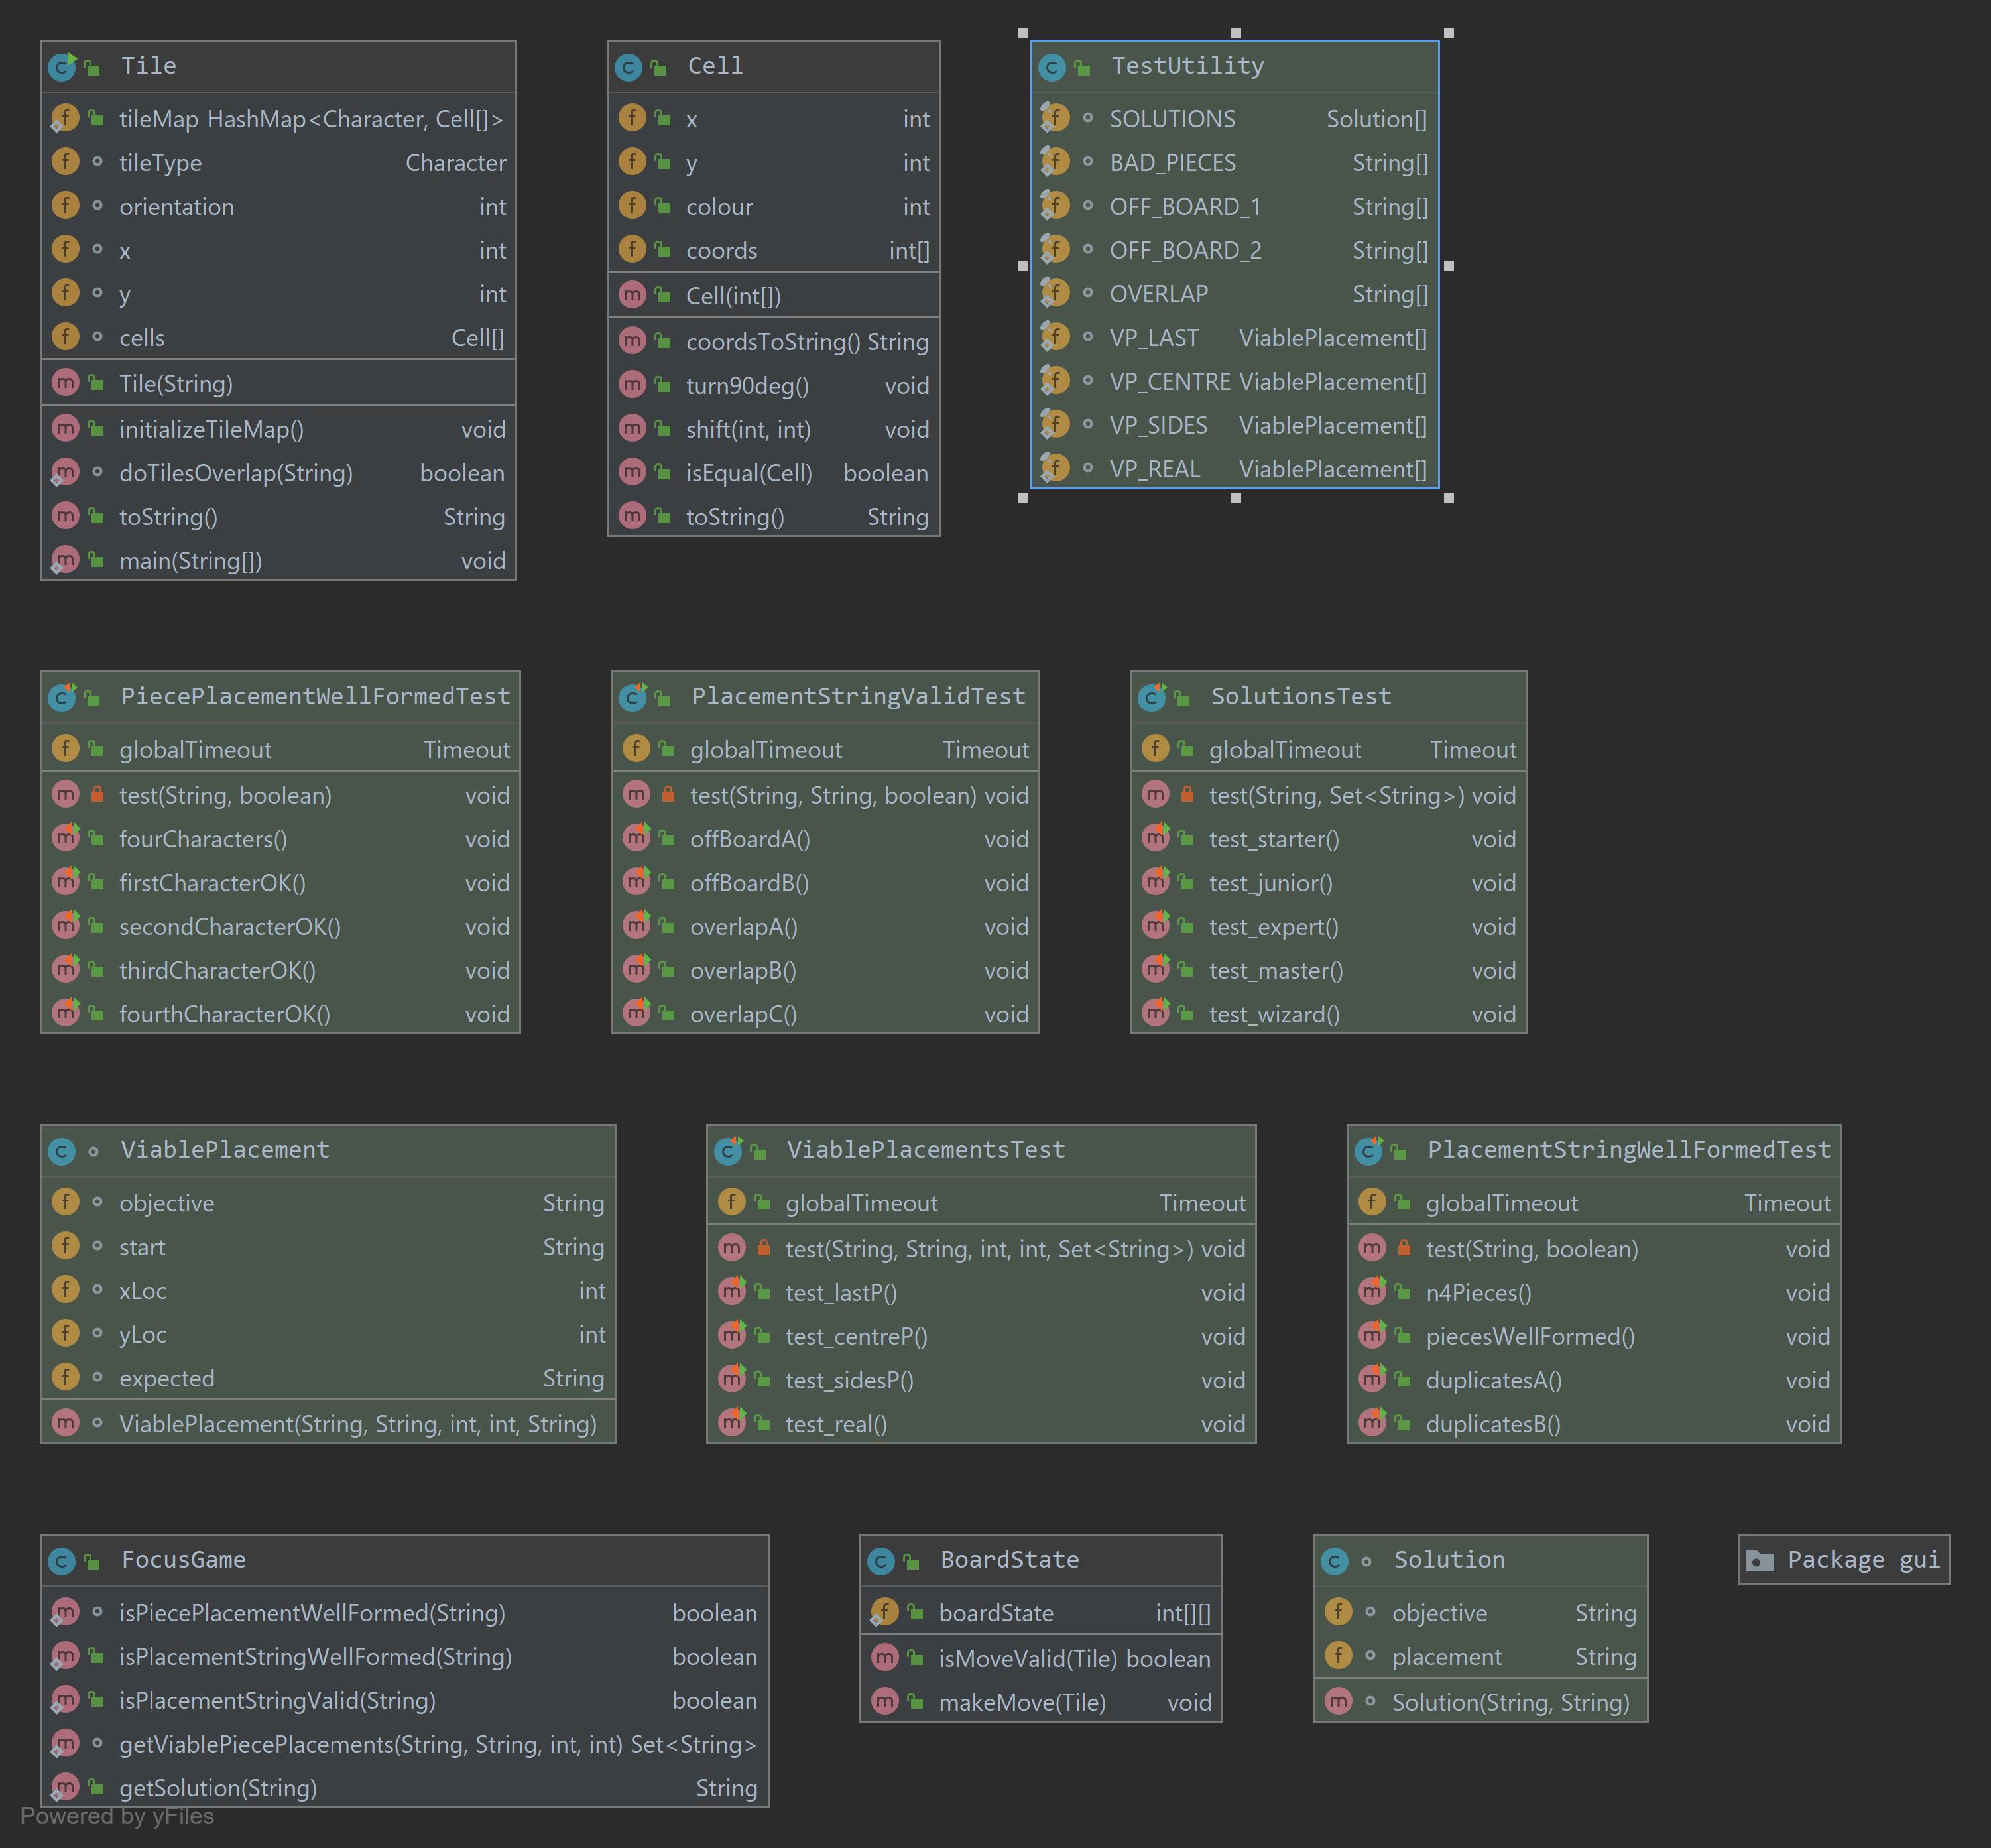 Tile
tileMap HashMap<Character, Cell[]>
tileType Character
orientation int
x int
y int
cells Cell[]
Tile(String)
initializeTileMap() void
doTilesOverlap(String) boolean
toString() String
main(String[]) void
Cell
x int
y int
colour int
coords int[]
Cell(int[])
coordsToString() String
turn90deg() void
shift(int, int) void
isEqual(Cell) boolean
toString() String
TestUtility
SOLUTIONS Solution[]
BAD_PIECES String[]
OFF_BOARD_1 String[]
OFF_BOARD_2 String[]
OVERLAP String[]
VP_LAST ViablePlacement[]
VP_CENTRE ViablePlacement[]
VP_SIDES ViablePlacement[]
VP_REAL ViablePlacement[]
PiecePlacementWellFormedTest
globalTimeout Timeout
test(String, boolean) void
fourCharacters() void
firstCharacterOK() void
secondCharacterOK() void
thirdCharacterOK() void
fourthCharacterOK() void
PlacementStringValidTest
globalTimeout Timeout
test(String, String, boolean) void
offBoardA() void
offBoardB() void
overlapA() void
overlapB() void
overlapC() void
SolutionsTest
globalTimeout Timeout
test(String, Set<String>) void
test_starter() void
test_junior() void
test_expert() void
test_master() void
test_wizard() void
ViablePlacement
objective String
start String
xLoc int
yLoc int
expected String
ViablePlacement(String, String, int, int, String)
ViablePlacementsTest
globalTimeout Timeout
test(String, String, int, int, Set<String>) void
test_lastP() void
test_centreP() void
test_sidesP() void
test_real() void
PlacementStringWellFormedTest
globalTimeout Timeout
test(String, boolean) void
n4Pieces() void
piecesWellFormed() void
duplicatesA() void
duplicatesB() void
FocusGame
isPiecePlacementWellFormed(String) boolean
isPlacementStringWellFormed(String) boolean
isPlacementStringValid(String) boolean
getViablePiecePlacements(String, String, int, int) Set<String>
getSolution(String) String
BoardState
boardState int[][]
isMoveValid(Tile) boolean
makeMove(Tile) void
Solution
objective String
placement String
Solution(String, String)
Package gui
Powered by yFiles